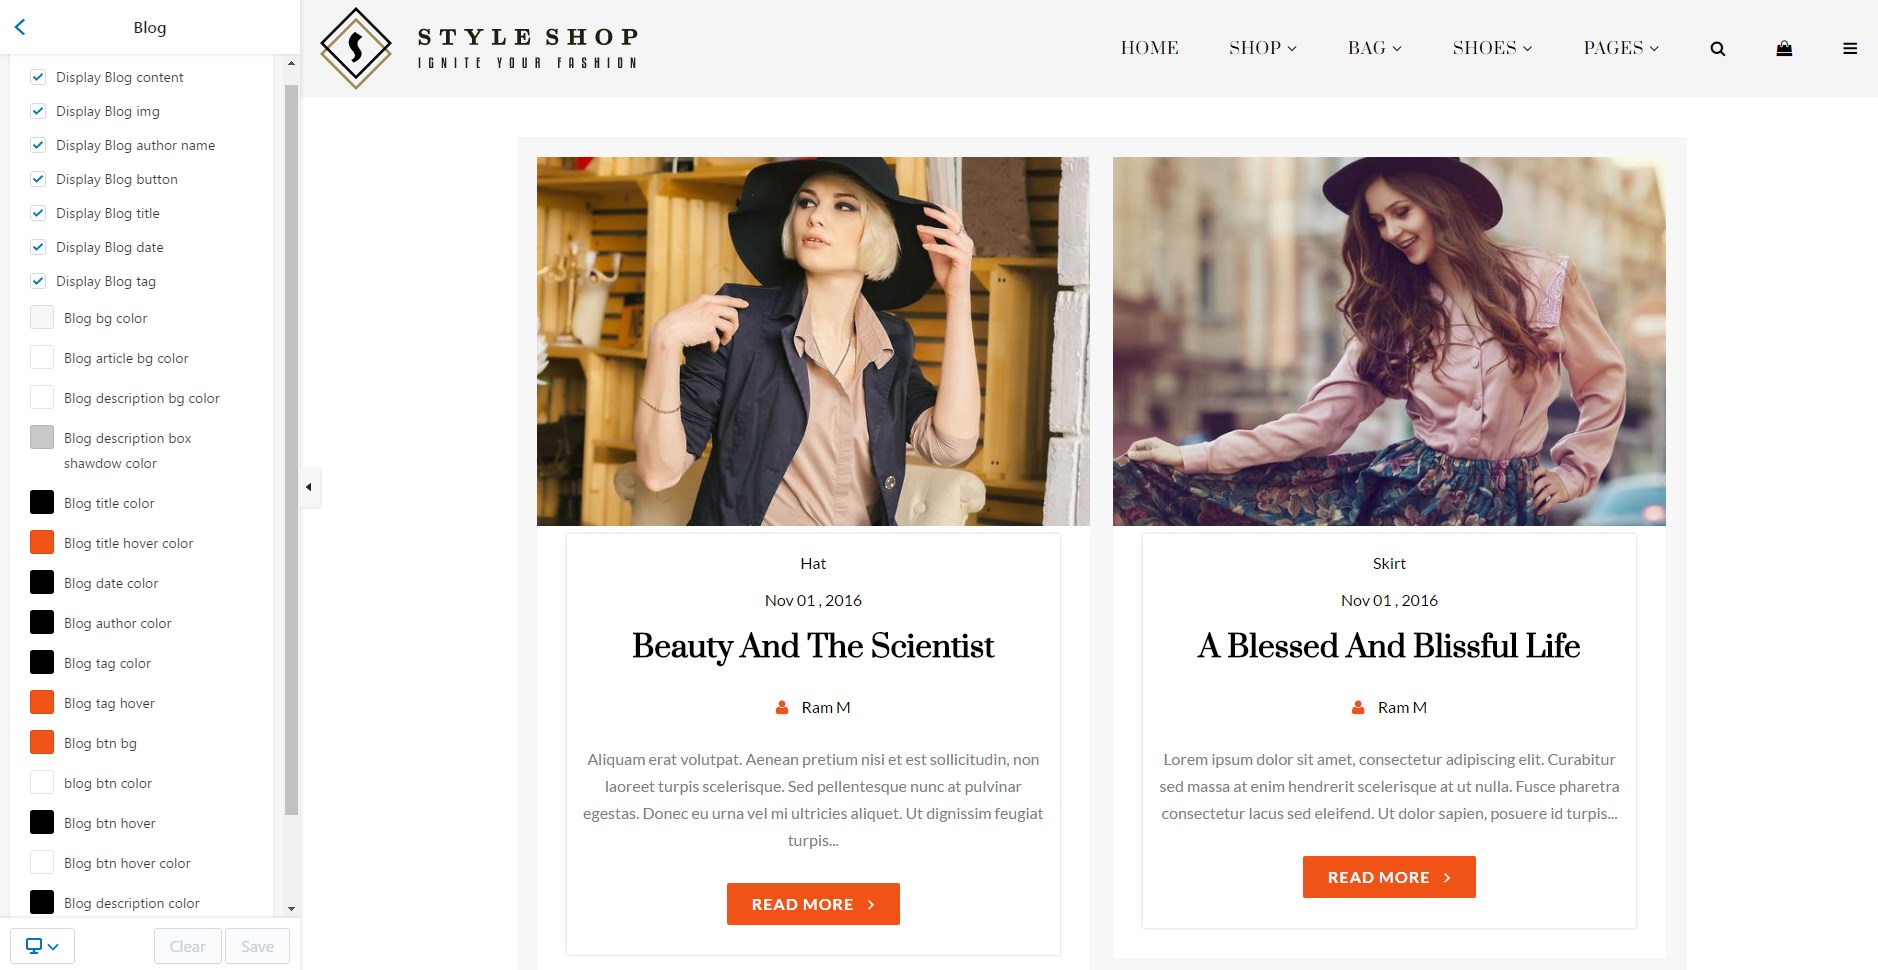 Blog
Display Blog content
Display Blog img
Display Blog author name
Display Blog button
Display Blog title
Display Blog date
Display Blog tag
Blog bg color
Blog article bg color
Blog description bg color
Blog description box
shawdow color
Blog title color
Blog title hover color
Blog date color
Blog author color
Blog tag color
Blog tag hover
Blog btn bg
blog btn color
Blog btn hover
Blog btn hover color
Blog description color
Clear
Save
S
STYLE SHOP
IGNITE YOUR FASHION
HOME
SHOP
BAG
SHOES
PAGES
Hat
Nov 01 , 2016
Beauty And The Scientist
Ram M
Aliquam erat volutpat. Aenean pretium nisi et est sollicitudin, non
laoreet turpis scelerisque. Sed pellentesque nunc at pulvinar
egestas. Donec eu urna vel mi ultricies aliquet. Ut dignissim feugiat
turpis...
READ MORE
Skirt
Nov 01 , 2016
A Blessed And Blissful Life
Ram M
Lorem ipsum dolor sit amet, consectetur adipiscing elit. Curabitur
sed massa at enim hendrerit scelerisque at ut nulla. Fusce pharetra
consectetur lacus sed eleifend. Ut dolor sapien, posuere id turpis...
READ MORE